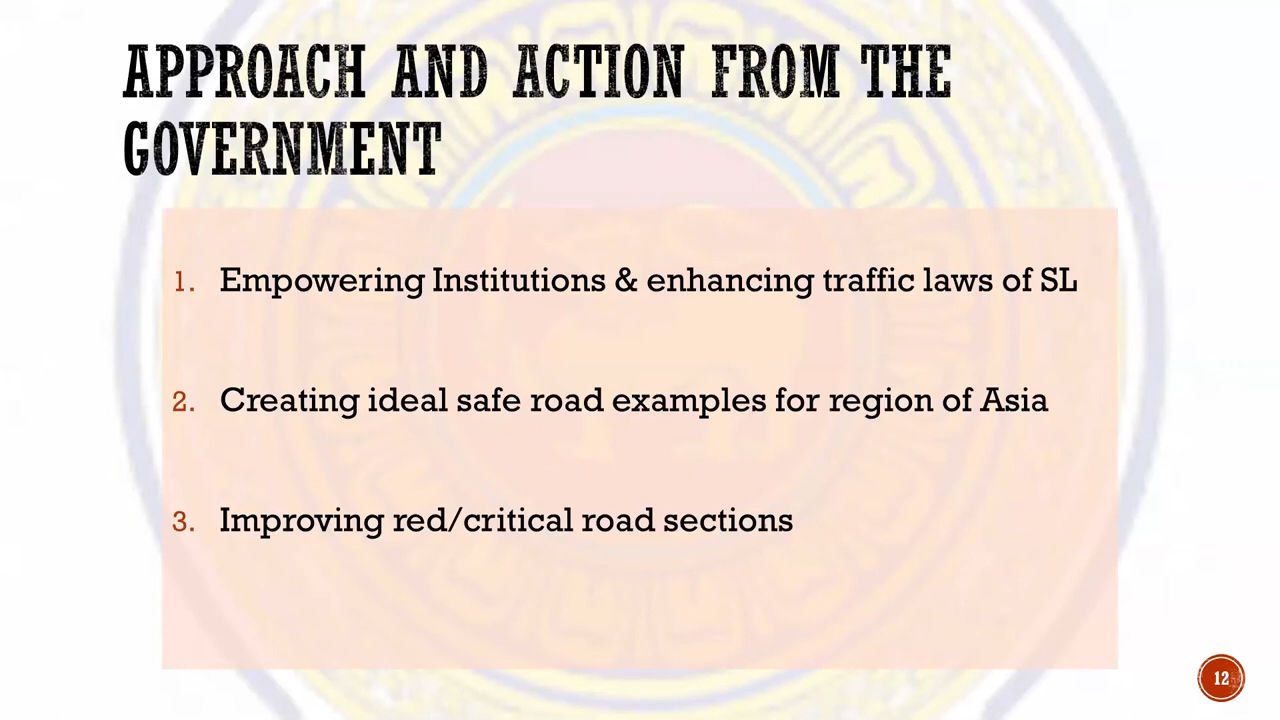 APPROACH AND ACTION FROM THE
GOVERNMENT
1. Empowering Institutions & enhancing traffic laws of SL
2. Creating ideal safe road examples for region of Asia
3. Improving red/critical road sections
12